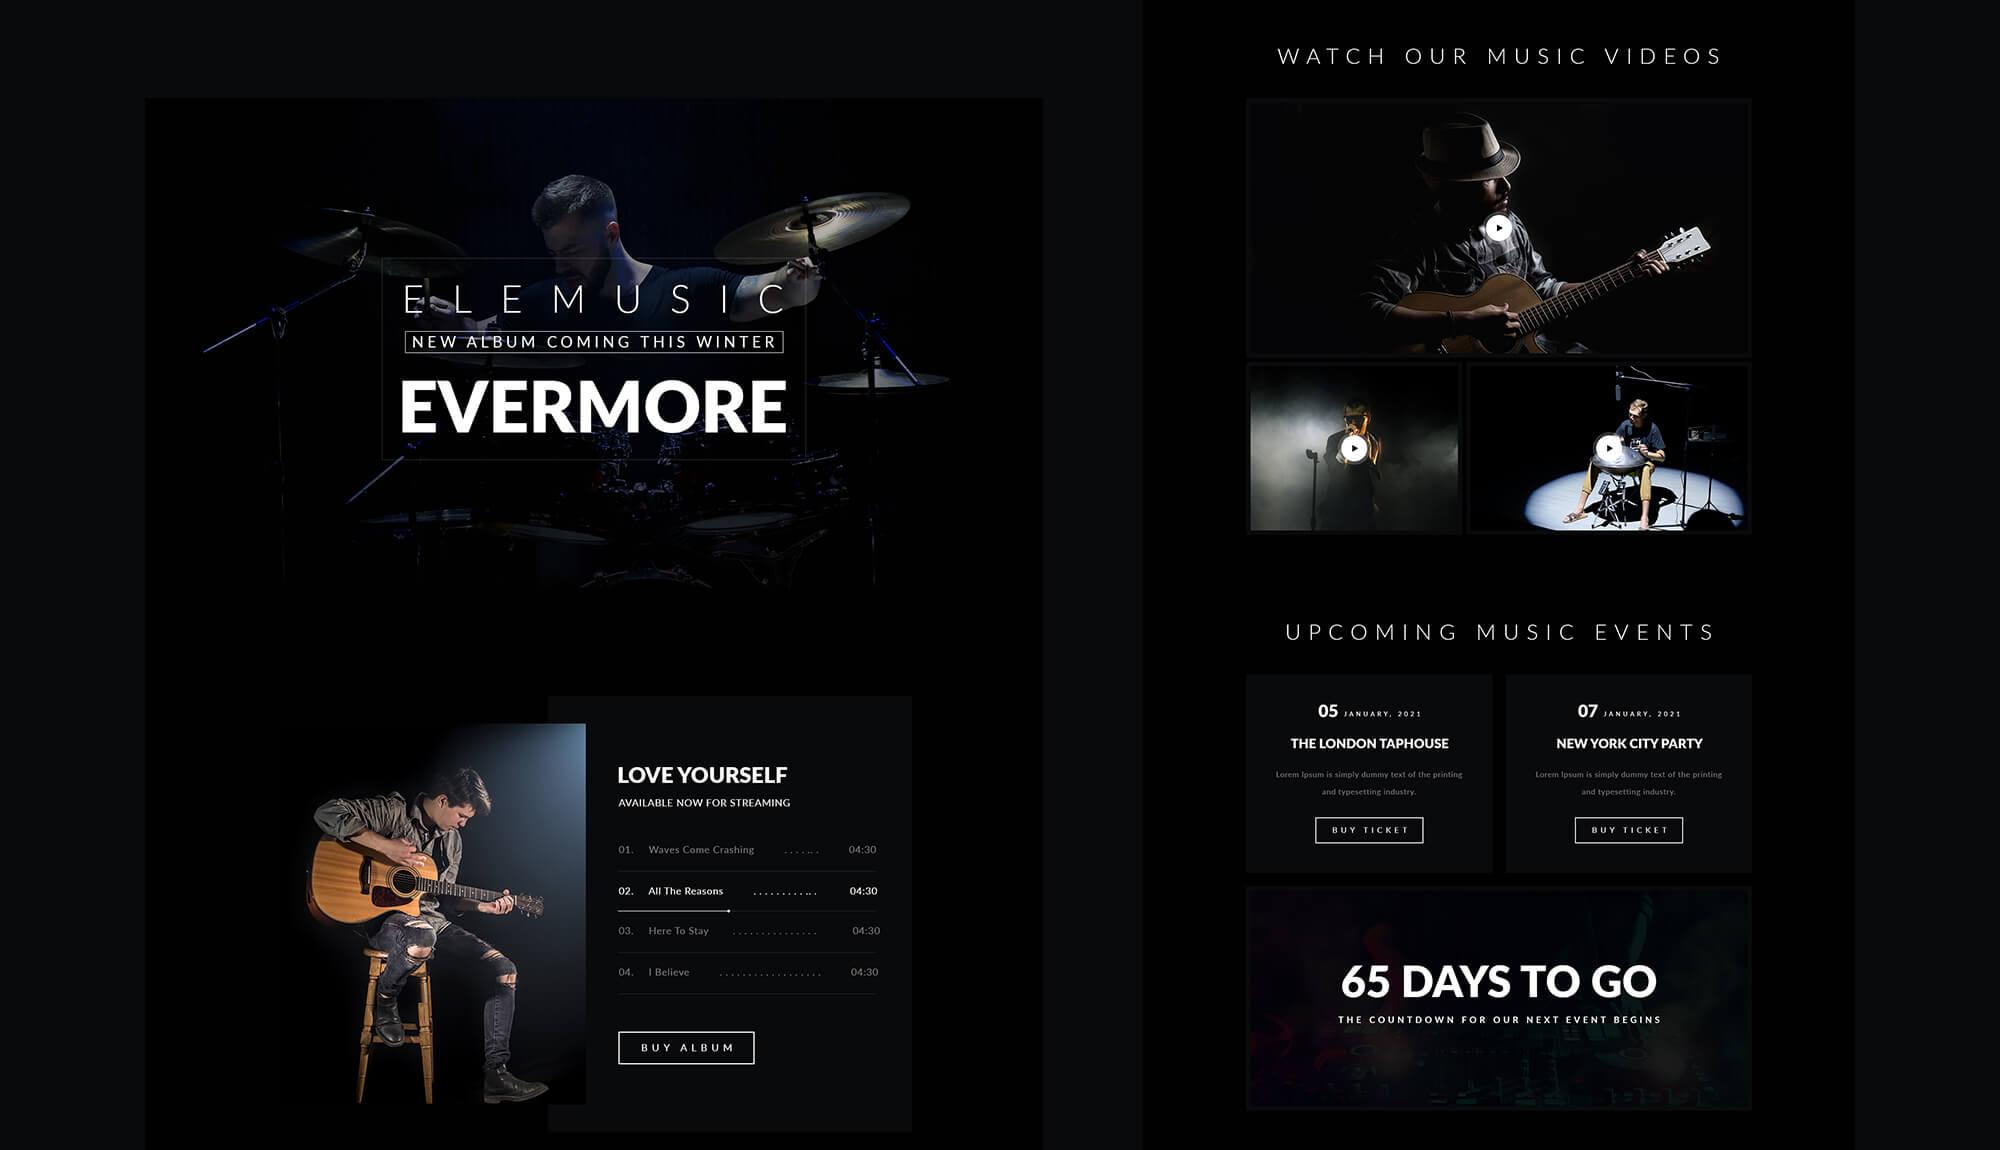 ELEMUSIC
NEW ALBUM COMING THIS WINTER
EVERMORE
LOVE YOURSELF
AVAILABLE NOW FOR STREAMING
01. Waves Come Crashing ....... 04:30
02. All The Reasons ............ 04:30
03. Here To Stay ............... 04:30
04. I Believe .................. 04:30
BUY ALBUM
WATCH OUR MUSIC VIDEOS
UPCOMING MUSIC EVENTS
05 JANUARY, 2021
THE LONDON TAPHOUSE
Lorem Ipsum is simply dummy text of the printing
and typesetting industry.
BUY TICKET
07 JANUARY, 2021
NEW YORK CITY PARTY
Lorem Ipsum is simply dummy text of the printing
and typesetting industry.
BUY TICKET
65 DAYS TO GO
THE COUNTDOWN FOR OUR NEXT EVENT BEGINS